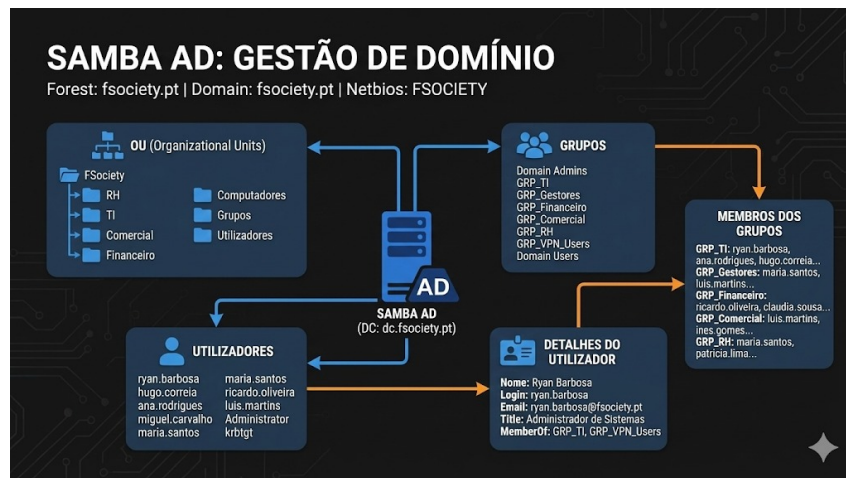 SAMBA AD: GESTÃO DE DOMÍNIO
Forest: fsociety.pt | Domain: fsociety.pt | Netbios: FSOCIETY
OU (Organizational Units)
FSociety
RH
TI
Comercial
Financeiro
Computadores
Grupos
Utilizadores
AD
SAMBA AD
(DC: dc.fsociety.pt)
GRUPOS
Domain Admins
GRP_TI
GRP_Gestores
GRP_Financeiro
GRP_Comercial
GRP_RH
GRP_VPN_Users
Domain Users
MEMBROS DOS
GRUPOS
GRP_TI: ryan.barbosa,
ana.rodrigues, hugo.correia...
GRP_Gestores: maria.santos,
luis.martins...
GRP_Financeiro:
ricardo.oliveira, claudia.sousa...
GRP_Comercial: luis.martins,
ines.gomes...
GRP_RH: maria.santos,
patricia.lima...
UTILIZADORES
ryan.barbosa
hugo.correia
ana.rodrigues
miguel.carvalho
maria.santos
maria.santos
ricardo.oliveira
luis.martins
Administrator
krbtgt
DETALHES DO
UTILIZADOR
Nome: Ryan Barbosa
Login: ryan.barbosa
Email: ryan.barbosa@fsociety.pt
Title: Administrador de Sistemas
MemberOf: GRP_TI, GRP_VPN_Users